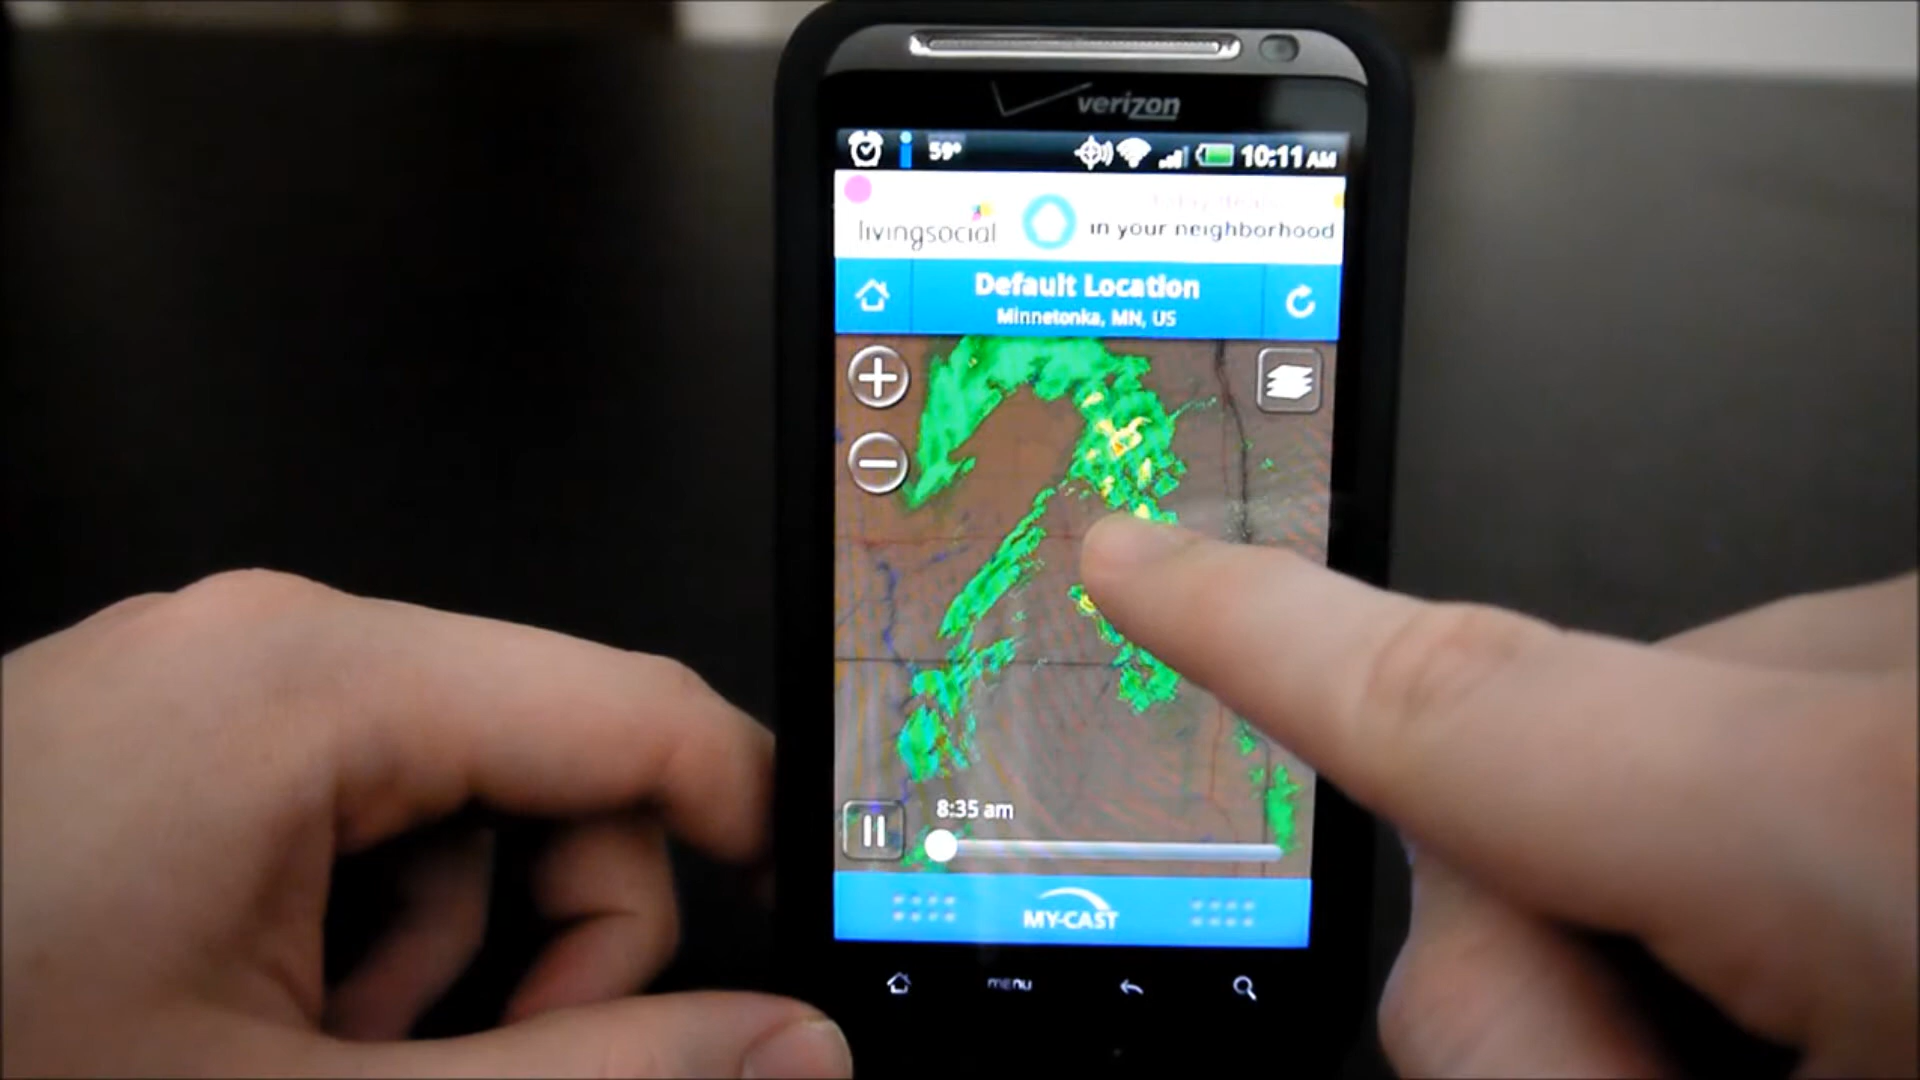 verizon
59° 10:11 AM
livingsocial
in your neighborhood
Default Location
Minnetonka, MN, US
8:35 am
MY-CAST
menu